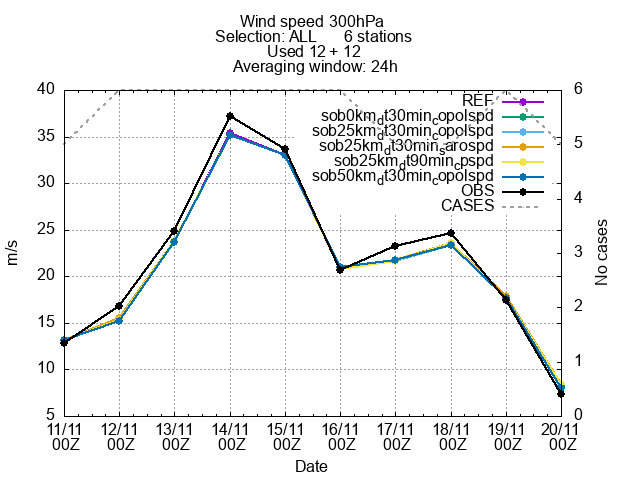 Wind speed 300hPa
Selection: ALL 6 stations
Used 12 + 12
Averaging window: 24h
REF
sob0km_dt30min_copolspd
sob25km_dt30min_copolspd
sob25km_dt30min_sarospd
sob25km_dt90min_cpspd
sob50km_dt30min_copolspd
OBS
CASES
40
35
30
25
20
15
10
5
m/s
6
5
4
3
2
1
0
No cases
11/11 12/11 13/11 14/11 15/11 16/11 17/11 18/11 19/11 20/11
00Z 00Z 00Z 00Z 00Z 00Z 00Z 00Z 00Z 00Z
Date